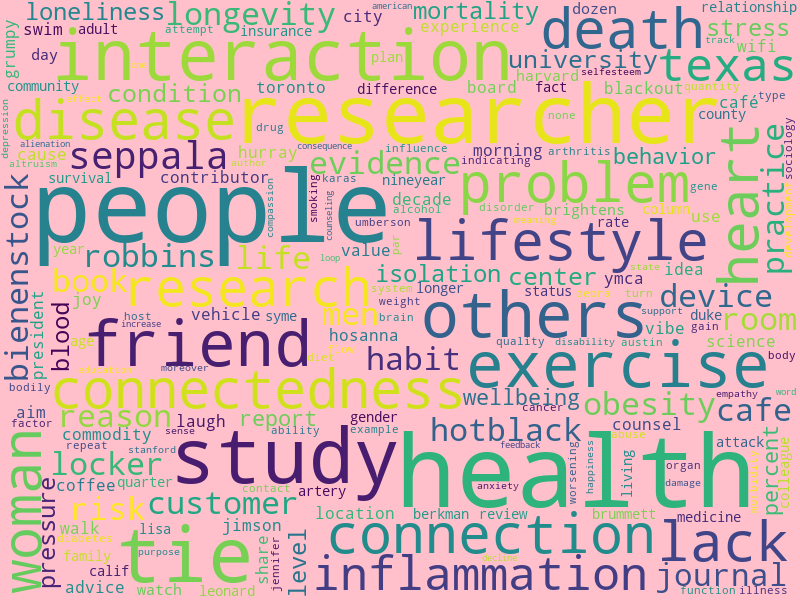 loneliness
longevity
city
american
mortality
dozen
relationship
grumpy
swim
adult
attempt
insurance
experience
death
stress
track
day
interaction
plan
university
wifi
texas
selfesteem
community
condition
toronto
difference
harvard
board
fact
blackout
quantity
café
type
disease
researcher
county
depression
alienation
drug
none
sociology
cause
seppala
hurray
author
consequence
influence
morning
arthritis
indicating
behavior
heart
practice
altruism
evidence
survival
contributor
compassion
smoking
karas
counseling
nineyear
problem
gene
people
decade
alcohol
disorder
brightens
column
use
umberson
meaning
rate
lifestyle
year
robbins
life
loop
value
par
isolation
center
ymca
state
idea
bienenstock
president
joy
book
research
men
system
longer
status
turn
device
weight
duke
support
room
blood
host
increase
vehicle
syme
hosanna
brain
others
vibe
gain
age
friend
quality
disability
austin
science
diet
habit
exercise
body
bodily
moreover
connectedness
wellbeing
cancer
obesity
empathy
word
cafe
aim
factor
reason
laugh
report
gender
counsel
commodity
repeat
sense
ability
example
hotblack
feedback
attack
woman
stanford
study
health
worsening
happiness
living
organ
percent
colleague
locker
coffee
quarter
contact
artery
anxiety
damage
pressure
risk
customer
location
berkman
review
brummett
medicine
walk
lisa
jimson
tie
purpose
share
jennifer
level
connection
lack
family
calif
decline
advice
watch
leonard
inflammation
journal
function
illness